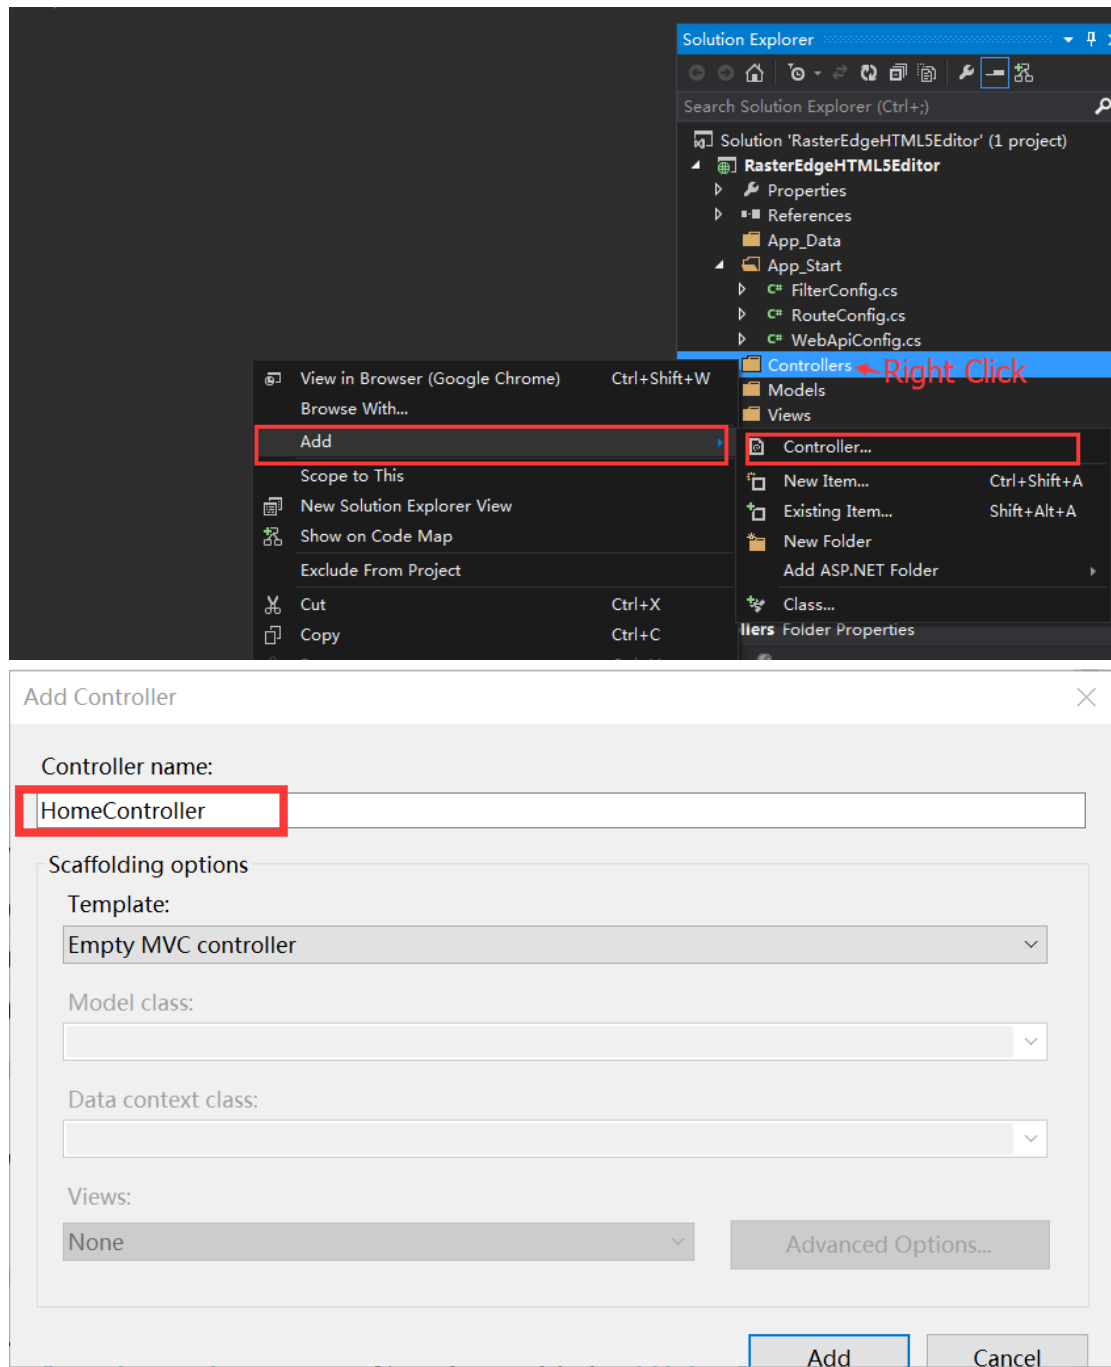 Solution Explorer
Search Solution Explorer (Ctrl+;)
Solution 'RasterEdgeHTML5Editor' (1 project)
RasterEdgeHTML5Editor
Properties
References
App_Data
App_Start
C# FilterConfig.cs
C# RouteConfig.cs
C# WebApiConfig.cs
Controllers Right Click
Models
Views
View in Browser (Google Chrome) Ctrl+Shift+W
Browse With...
Add
Scope to This
New Solution Explorer View
Show on Code Map
Exclude From Project
Cut Ctrl+X
Copy Ctrl+C
Controller...
New Item... Ctrl+Shift+A
Existing Item... Shift+Alt+A
New Folder
Add ASP.NET Folder
Class...
Folder Properties
Add Controller
Controller name:
HomeController
Scaffolding options
Template:
Empty MVC controller
Model class:
Data context class:
Views:
None
Advanced Options...
Add
Cancel